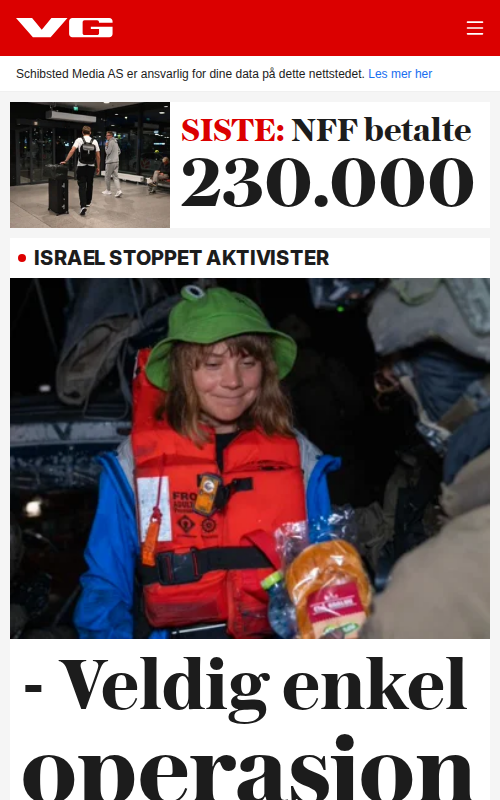 VG
Schibsted Media AS er ansvarlig for dine data på dette nettstedet. Les mer her
SISTE: NFF betalte
230.000
ISRAEL STOPPET AKTIVISTER
FRO
- Veldig enkel
operasjon